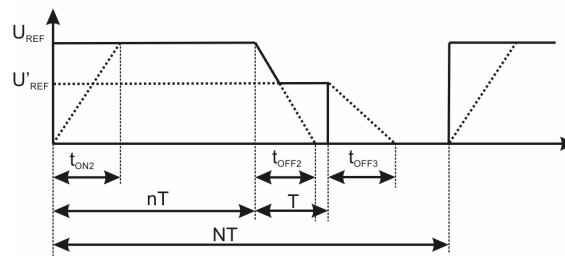 U_REF
U'_REF
t_ON2
t_OFF2
t_OFF3
nT
T
NT